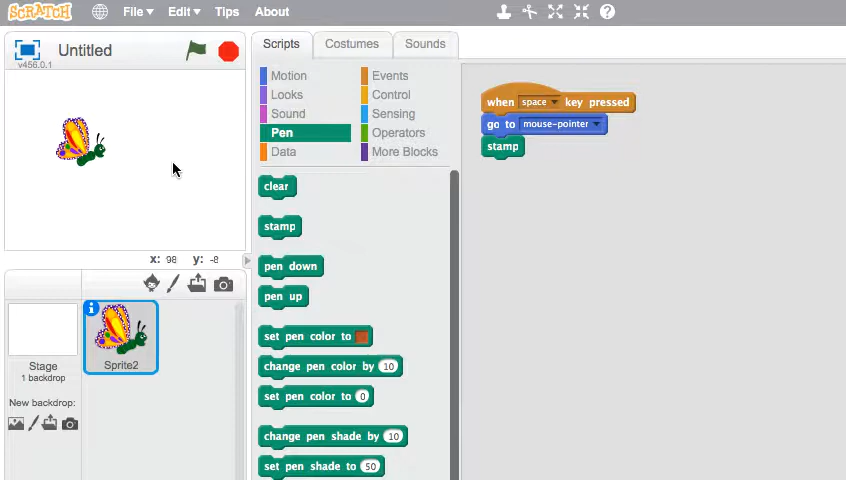 SCRATCH File Edit Tips About
Untitled
v456.0.1
x: 98 y: -8
Sprite2
Stage
1 backdrop
New backdrop:
Scripts Costumes Sounds
Motion Events
Looks Control
Sound Sensing
Pen Operators
Data More Blocks
clear
stamp
pen down
pen up
set pen color to
change pen color by 10
set pen color to 0
change pen shade by 10
set pen shade to 50
when space key pressed
go to mouse-pointer
stamp